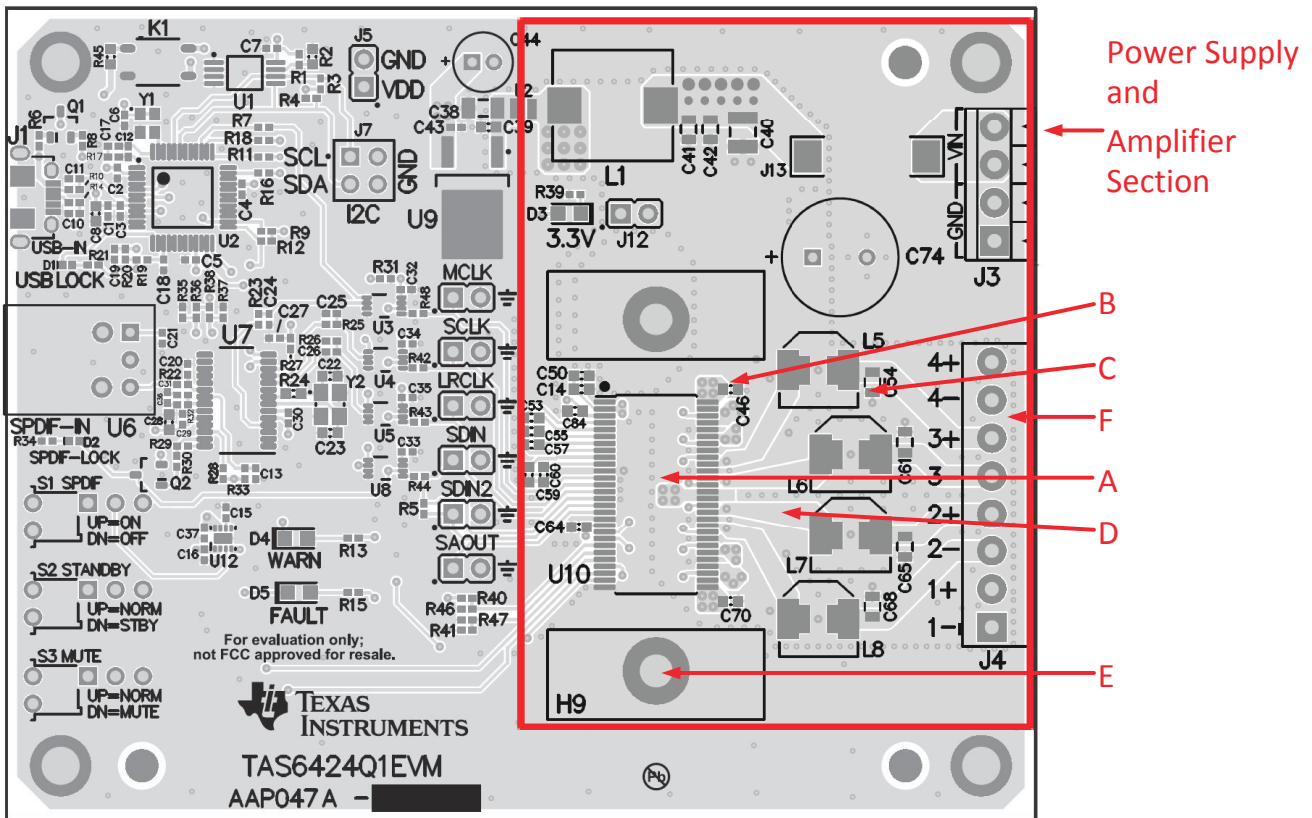 K1
R45
C7
U1
R1
R2
R3
R4
J5
GND
VDD
+
C44
L1
C38
C43
C39
C41
C42
C40
J13
VIN
GND
J3
Power Supply
and
Amplifier
Section
J1
R6
Q1
Y1
C6
C17
C12
R8
R17
R7
R18
R11
J7
SCL
SDA
GND
I2C
R10
R14
C11
C2
C10
C8
C1
C3
C4
R16
R9
R12
U2
U9
R39
D3
3.3V
J12
+
C74
USB-IN
D1
R21
USB LOCK
C19
R20
R19
C18
C5
R35
R36
R38
R37
R23
C24
C27
C25
R25
R31
C32
R48
U3
MCLK
SCLK
LRCLK
SDIN
SDIN2
SAOUT
C21
U7
C20
R22
C31
C36
R32
C28
C29
R29
R30
R26
C26
R27
C22
R24
Y2
C30
C23
C34
R42
U4
C35
R43
U5
C33
U8
R44
R5
SPDIF-IN
U6
R34
D2
SPDIF-LOCK
Q2
R28
R33
C13
S1 SPDIF
UP=ON
DN=OFF
C15
C37
C16
U12
D4
WARN
R13
S2 STANDBY
UP=NORM
DN=STBY
D5
FAULT
R15
R46
R40
R47
R41
For evaluation only;
not FCC approved for resale.
S3 MUTE
UP=NORM
DN=MUTE
TEXAS
INSTRUMENTS
TAS6424Q1EVM
AAP047A -
Pb
C50
C14
C84
C53
C55
C57
C60
C59
C64
U10
C46
C70
L5
C54
L6
C61
L7
C65
L8
C68
H9
4+
4-
3+
3
2+
2-
1+
1-
J4
B
C
F
A
D
E